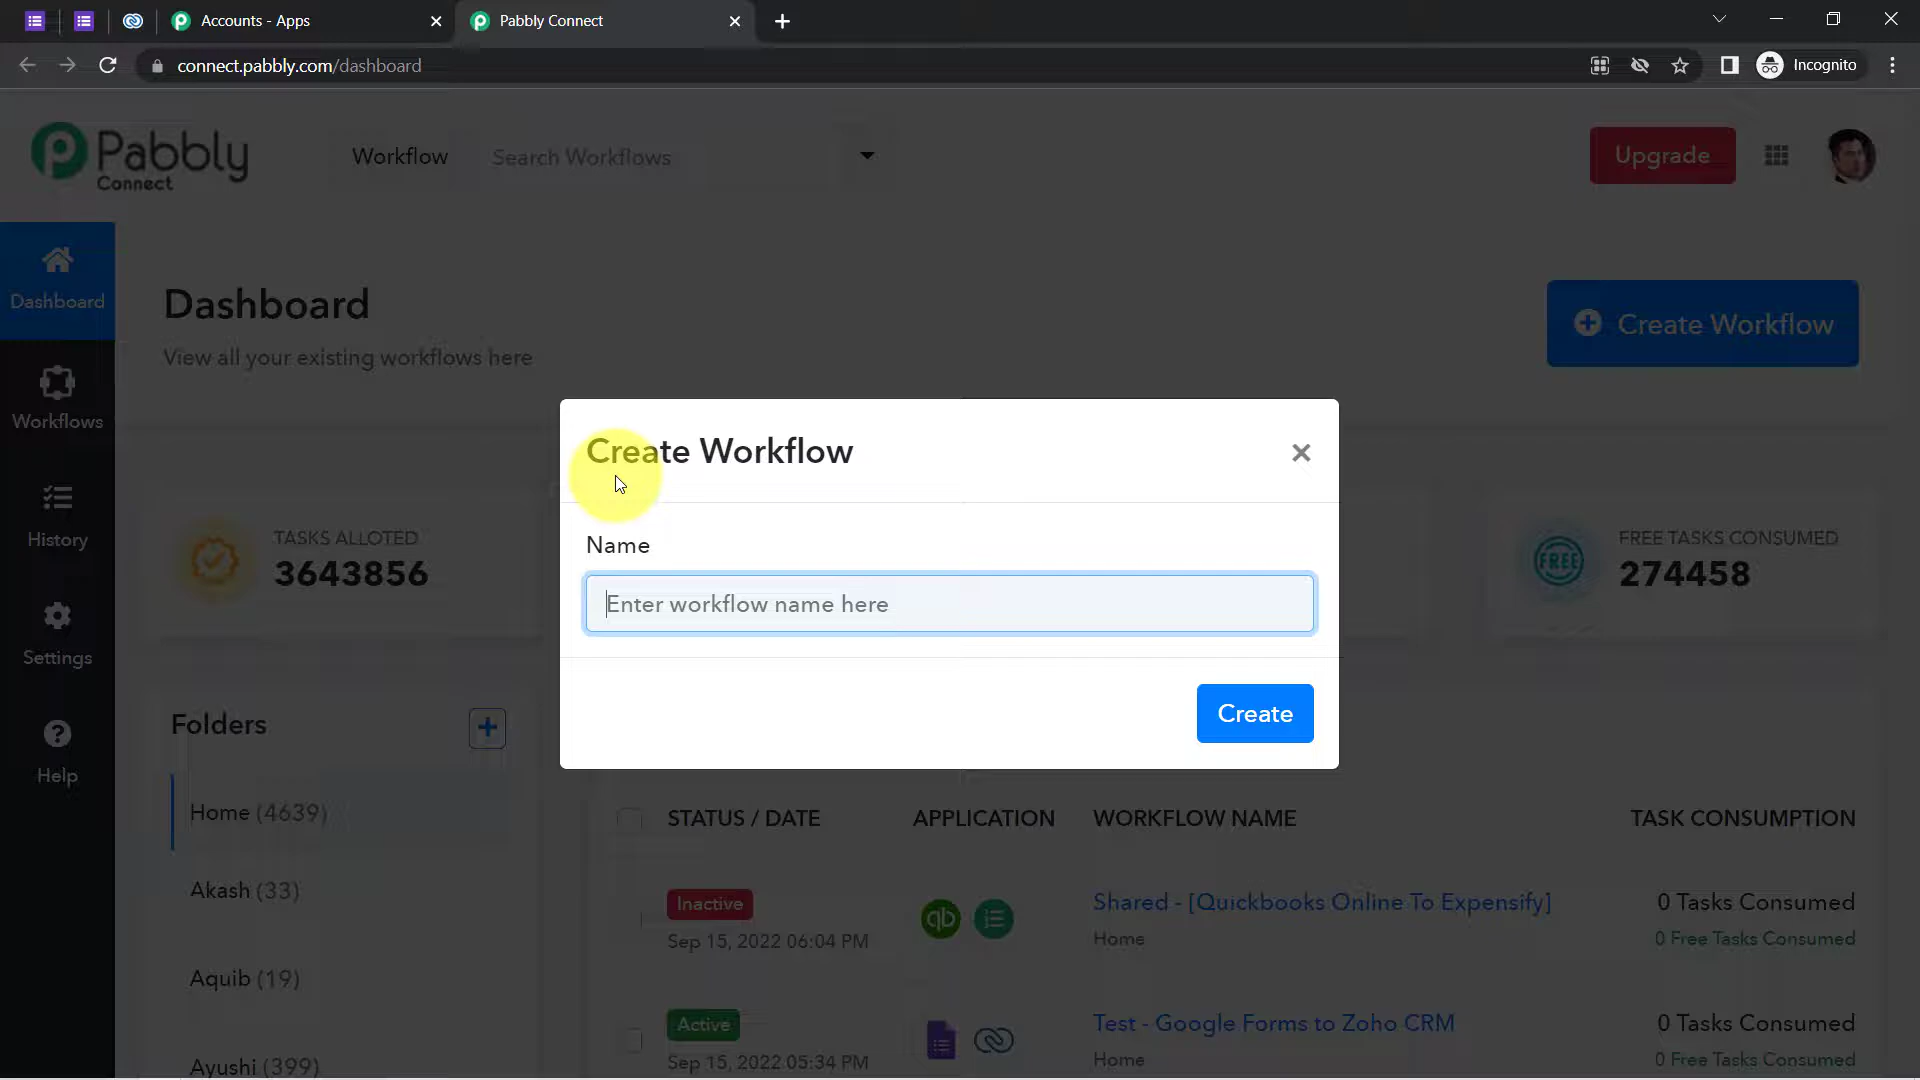 Accounts - Apps
Pabbly Connect
connect.pabbly.com/dashboard
Incognito
Pabbly
Connect
Workflow
Search Workflows
Upgrade
Dashboard
Dashboard
View all your existing workflows here
Create Workflow
Workflows
Create Workflow
Name
Enter workflow name here
Create
TASKS ALLOTED
3643856
FREE
FREE TASKS CONSUMED
274458
History
Settings
Help
Folders
Home (4639)
Akash (33)
Aquib (19)
Ayushi (399)
STATUS / DATE APPLICATION WORKFLOW NAME TASK CONSUMPTION
Inactive
Sep 15, 2022 06:04 PM
qb
Shared - [Quickbooks Online To Expensify]
Home
0 Tasks Consumed
0 Free Tasks Consumed
Active
Sep 15, 2022 05:34 PM
Test - Google Forms to Zoho CRM
Home
0 Tasks Consumed
0 Free Tasks Consumed